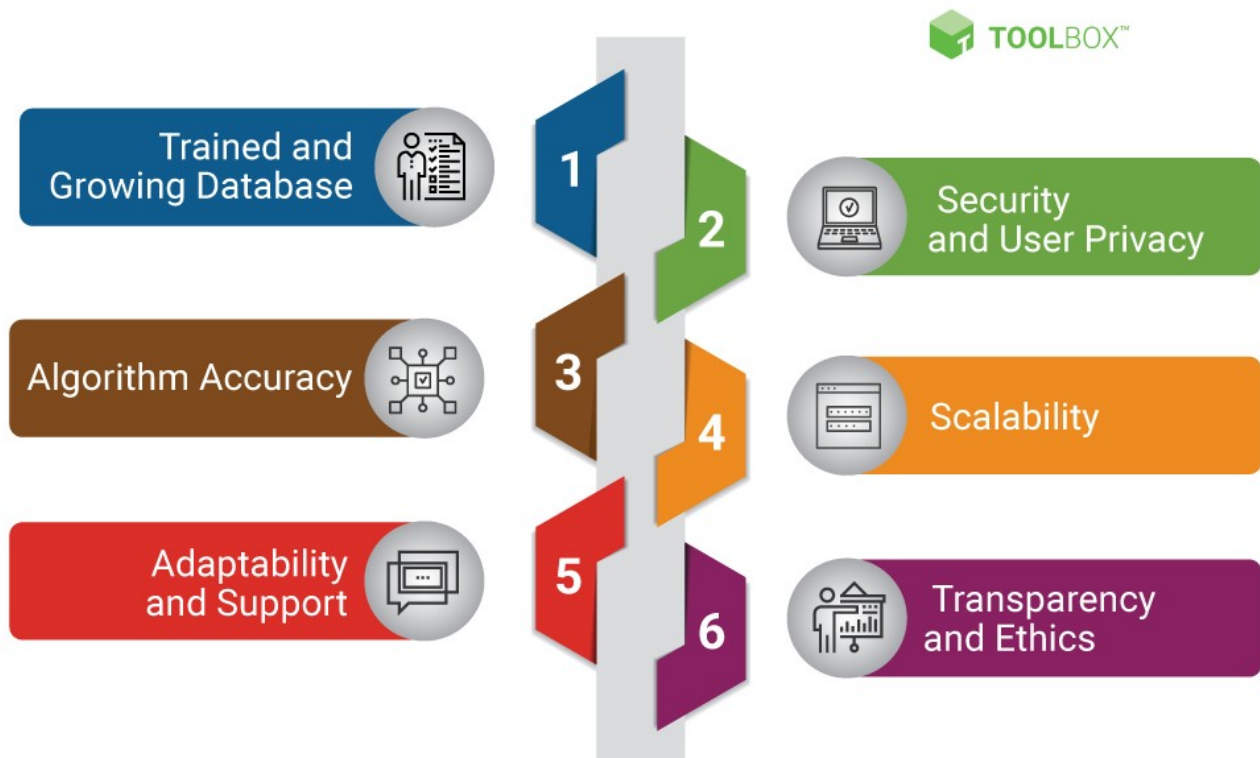 TOOLBOX™
Trained and
Growing Database
1
2
Security
and User Privacy
Algorithm Accuracy
3
4
Scalability
Adaptability
and Support
5
6
Transparency
and Ethics